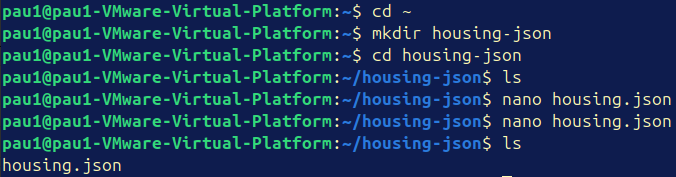 pau1@pau1-VMware-Virtual-Platform:~$ cd ~
pau1@pau1-VMware-Virtual-Platform:~$ mkdir housing-json
pau1@pau1-VMware-Virtual-Platform:~$ cd housing-json
pau1@pau1-VMware-Virtual-Platform:~/housing-json$ ls
pau1@pau1-VMware-Virtual-Platform:~/housing-json$ nano housing.json
pau1@pau1-VMware-Virtual-Platform:~/housing-json$ nano housing.json
pau1@pau1-VMware-Virtual-Platform:~/housing-json$ ls
housing.json